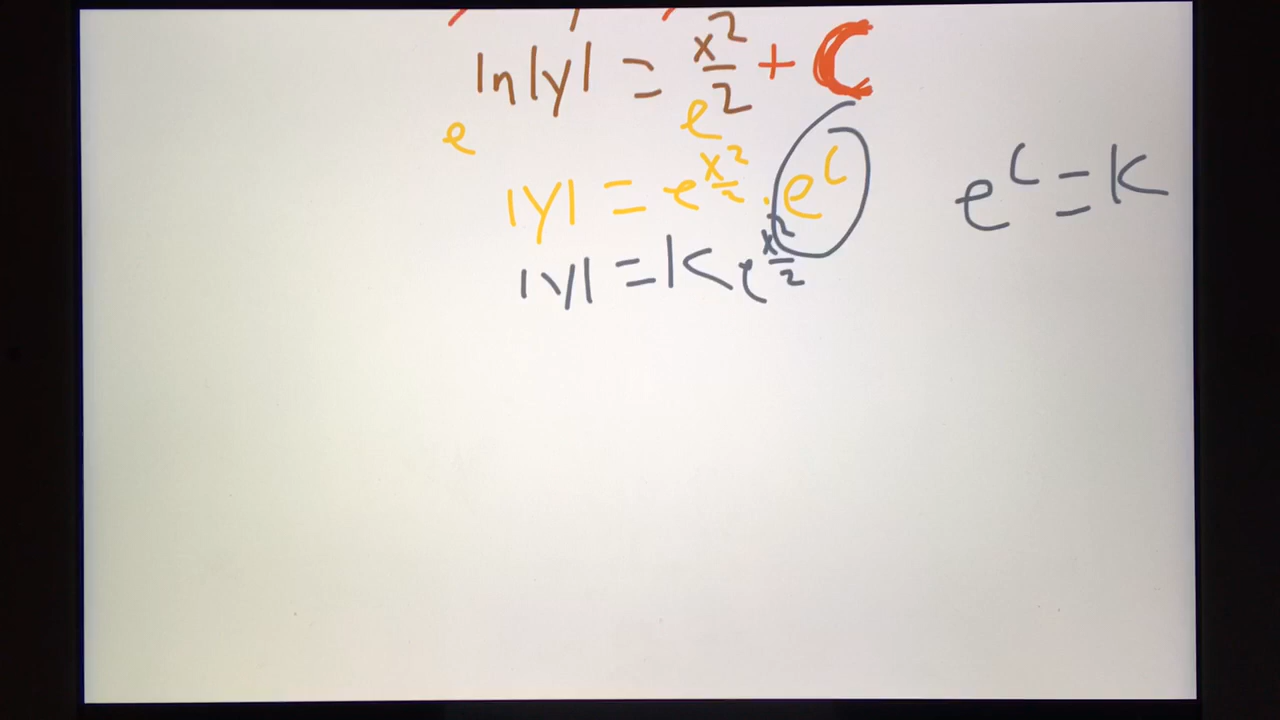 ln|y| = x²/2 + C
e e
|y| = e^(x²/2) · e^C
e^C = K
|y| = K e^(x²/2)